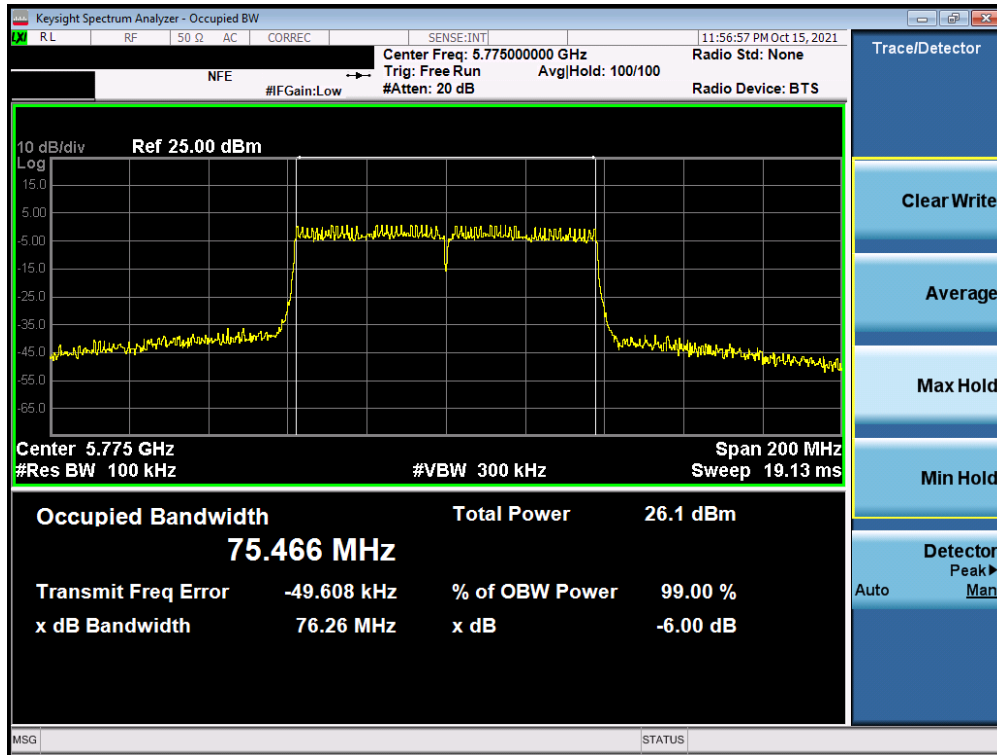 Keysight Spectrum Analyzer - Occupied BW
LXI RL RF 50 Ω AC CORREC SENSE:INT 11:56:57 PM Oct 15, 2021
Center Freq: 5.775000000 GHz Radio Std: None
NFE Trig: Free Run Avg|Hold: 100/100
#IFGain:Low #Atten: 20 dB Radio Device: BTS
10 dB/div Ref 25.00 dBm
Log
15.0
5.00
-5.00
-15.0
-25.0
-35.0
-45.0
-55.0
-65.0
Center 5.775 GHz Span 200 MHz
#Res BW 100 kHz #VBW 300 kHz Sweep 19.13 ms
Occupied Bandwidth Total Power 26.1 dBm
75.466 MHz
Transmit Freq Error -49.608 kHz % of OBW Power 99.00 %
x dB Bandwidth 76.26 MHz x dB -6.00 dB
MSG STATUS
Trace/Detector
Clear Write
Average
Max Hold
Min Hold
Detector
Peak▶
Auto Man